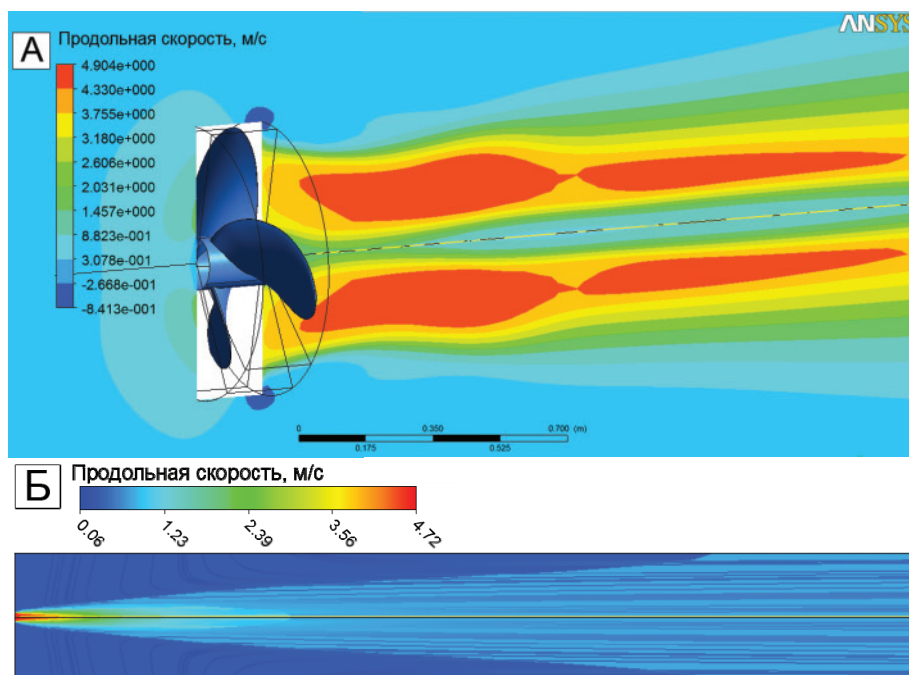 ANSYS
А
Продольная скорость, м/с
4.904e+000
4.330e+000
3.755e+000
3.180e+000
2.606e+000
2.031e+000
1.457e+000
8.823e-001
3.078e-001
-2.668e-001
-8.413e-001
0 0.350 0.700 (m)
0.175 0.525
Б
Продольная скорость, м/с
0.06 1.23 2.39 3.56 4.72